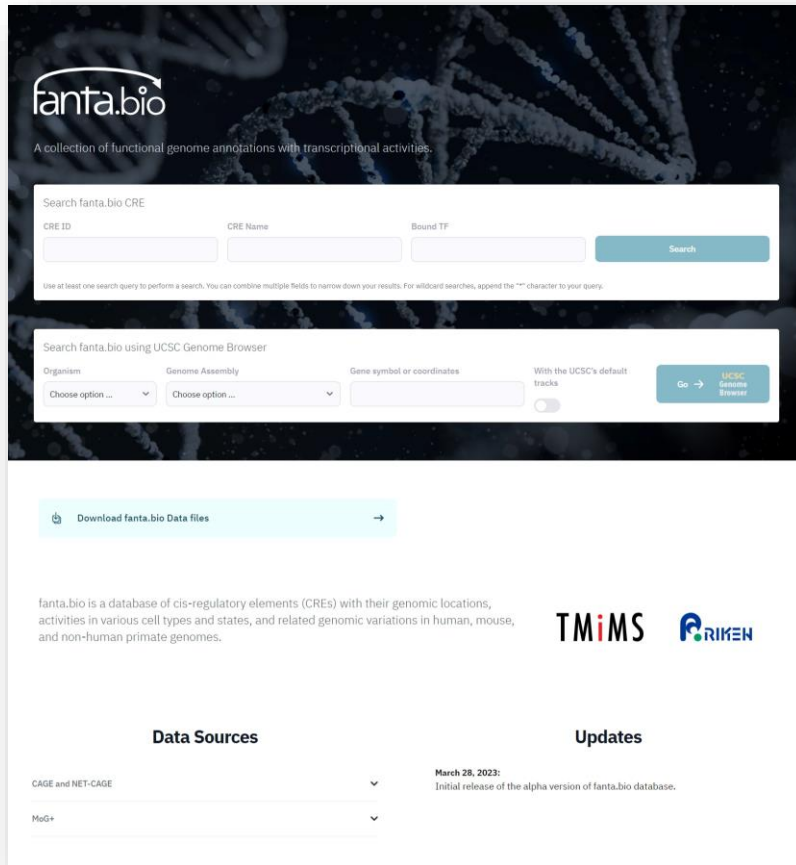 fanta.bio
A collection of functional genome annotations with transcriptional activities.
Search fanta.bio CRE
CRE ID
CRE Name
Bound TF
Search
Use at least one search query to perform a search. You can combine multiple fields to narrow down your results. For wildcard searches, append the "*" character to your query.
Search fanta.bio using UCSC Genome Browser
Organism
Genome Assembly
Gene symbol or coordinates
With the UCSC's default
tracks
Choose option ...
Choose option ...
Go → UCSC
Genome
Browser
Download fanta.bio Data files →
fanta.bio is a database of cis-regulatory elements (CREs) with their genomic locations,
activities in various cell types and states, and related genomic variations in human, mouse,
and non-human primate genomes.
TMiMS
RIKEN
Data Sources
CAGE and NET-CAGE
MoG+
Updates
March 28, 2023:
Initial release of the alpha version of fanta.bio database.